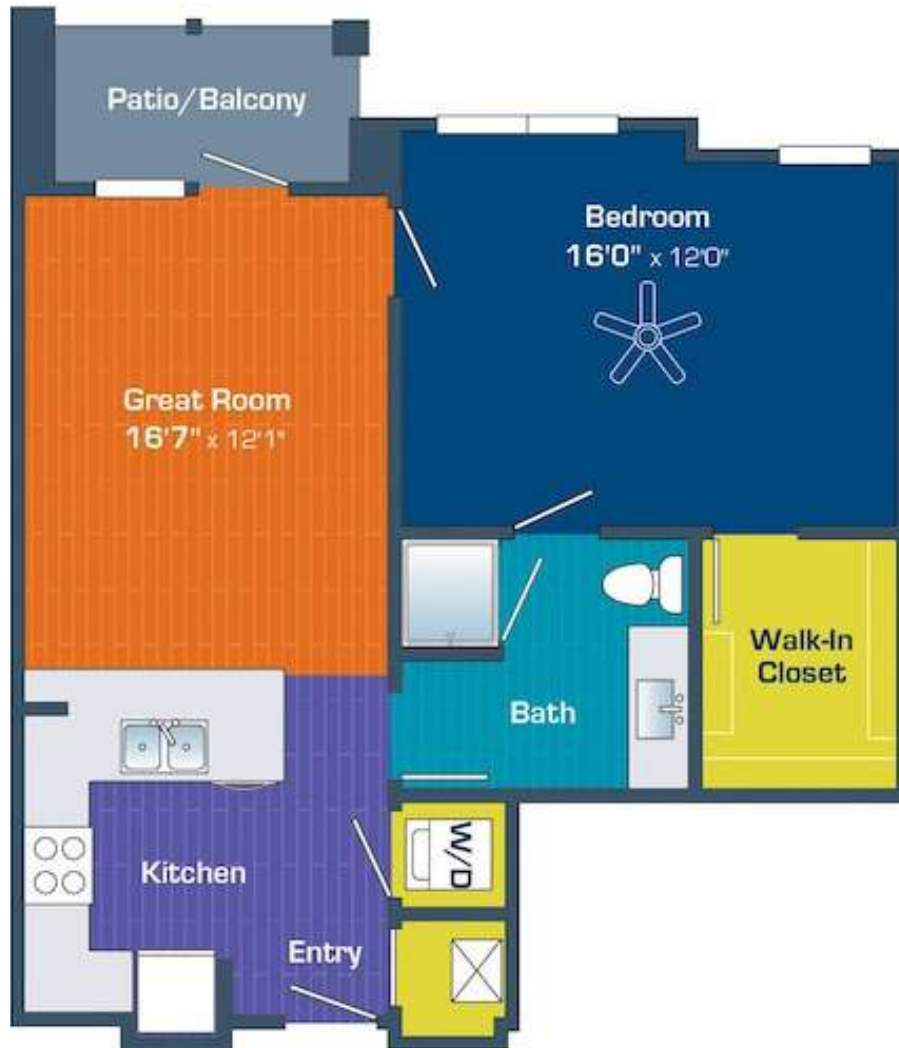 Patio/Balcony
Bedroom
16'0" x 12'0"
Great Room
16'7" x 12'1"
Walk-In
Closet
Bath
W/D
Kitchen
Entry